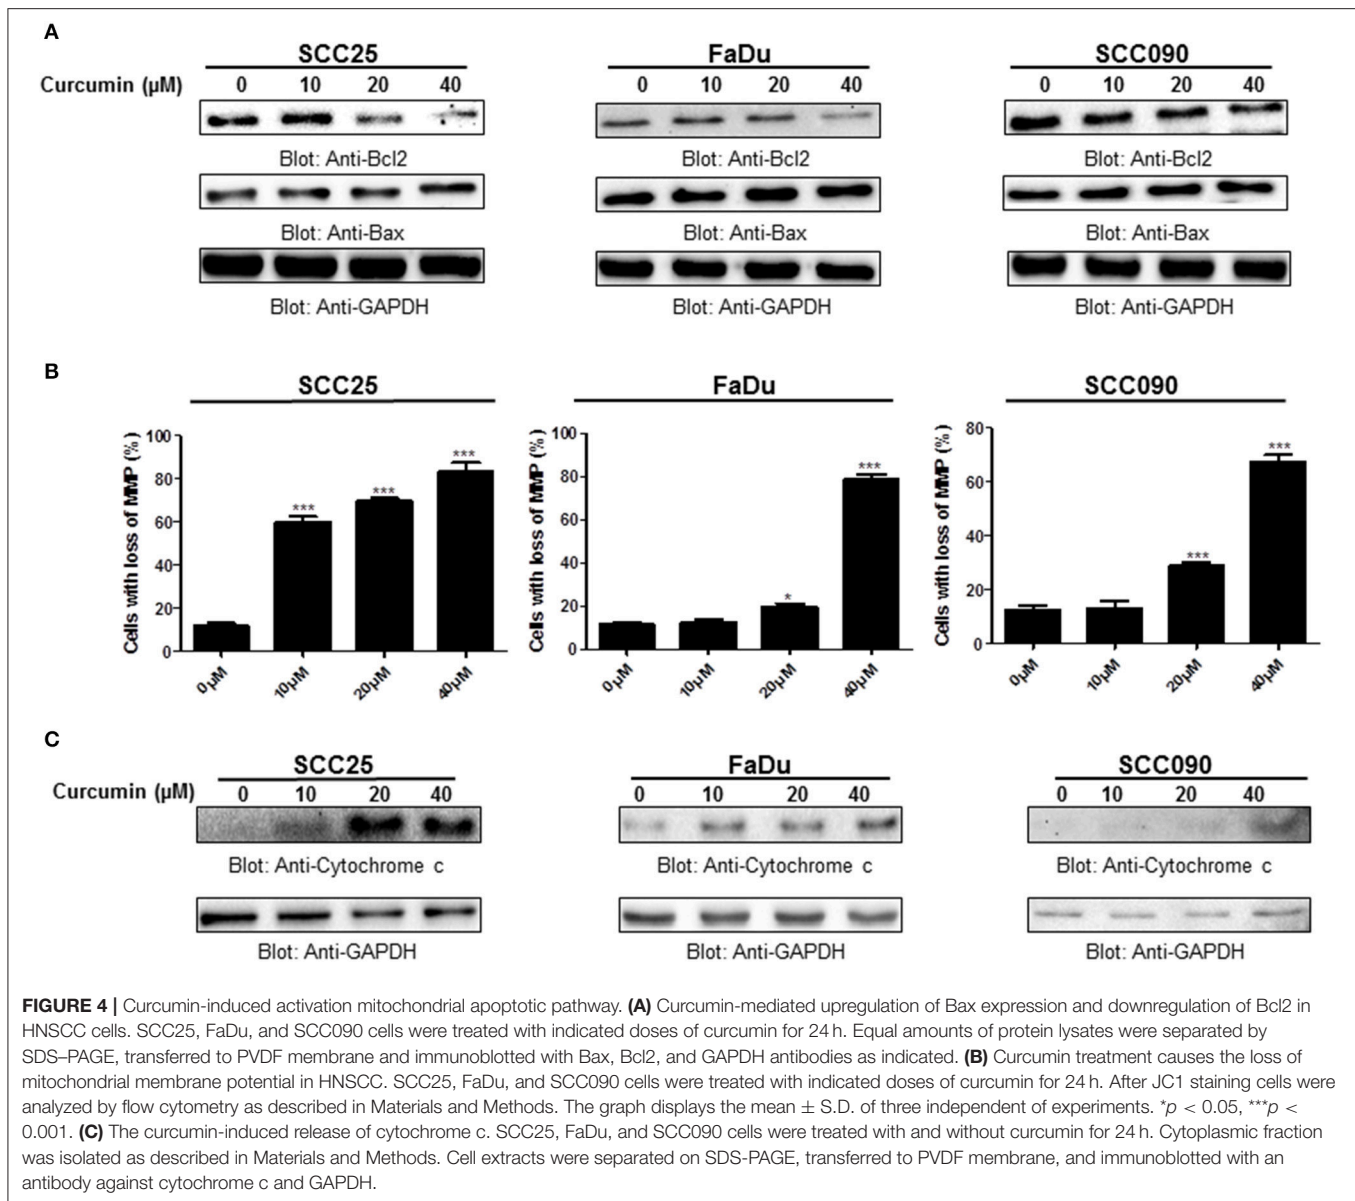 A
SCC25
FaDu
SCC090
Curcumin (µM)
0 10 20 40
0 10 20 40
0 10 20 40
Blot: Anti-Bcl2
Blot: Anti-Bcl2
Blot: Anti-Bcl2
Blot: Anti-Bax
Blot: Anti-Bax
Blot: Anti-Bax
Blot: Anti-GAPDH
Blot: Anti-GAPDH
Blot: Anti-GAPDH
B
SCC25
Cells with loss of MMP (%)
100
80
60
40
20
0
***
***
***
0µM 10µM 20µM 40µM
FaDu
Cells with loss of MMP (%)
100
80
60
40
20
0
*
***
0µM 10µM 20µM 40µM
SCC090
Cells with loss of MMP (%)
80
60
40
20
0
***
***
0µM 10µM 20µM 40µM
C
SCC25
FaDu
SCC090
Curcumin (µM)
0 10 20 40
0 10 20 40
0 10 20 40
Blot: Anti-Cytochrome c
Blot: Anti-Cytochrome c
Blot: Anti-Cytochrome c
Blot: Anti-GAPDH
Blot: Anti-GAPDH
Blot: Anti-GAPDH
FIGURE 4 | Curcumin-induced activation mitochondrial apoptotic pathway. (A) Curcumin-mediated upregulation of Bax expression and downregulation of Bcl2 in
HNSCC cells. SCC25, FaDu, and SCC090 cells were treated with indicated doses of curcumin for 24 h. Equal amounts of protein lysates were separated by
SDS–PAGE, transferred to PVDF membrane and immunoblotted with Bax, Bcl2, and GAPDH antibodies as indicated. (B) Curcumin treatment causes the loss of
mitochondrial membrane potential in HNSCC. SCC25, FaDu, and SCC090 cells were treated with indicated doses of curcumin for 24 h. After JC1 staining cells were
analyzed by flow cytometry as described in Materials and Methods. The graph displays the mean ± S.D. of three independent of experiments. *p < 0.05, ***p <
0.001. (C) The curcumin-induced release of cytochrome c. SCC25, FaDu, and SCC090 cells were treated with and without curcumin for 24 h. Cytoplasmic fraction
was isolated as described in Materials and Methods. Cell extracts were separated on SDS-PAGE, transferred to PVDF membrane, and immunoblotted with an
antibody against cytochrome c and GAPDH.